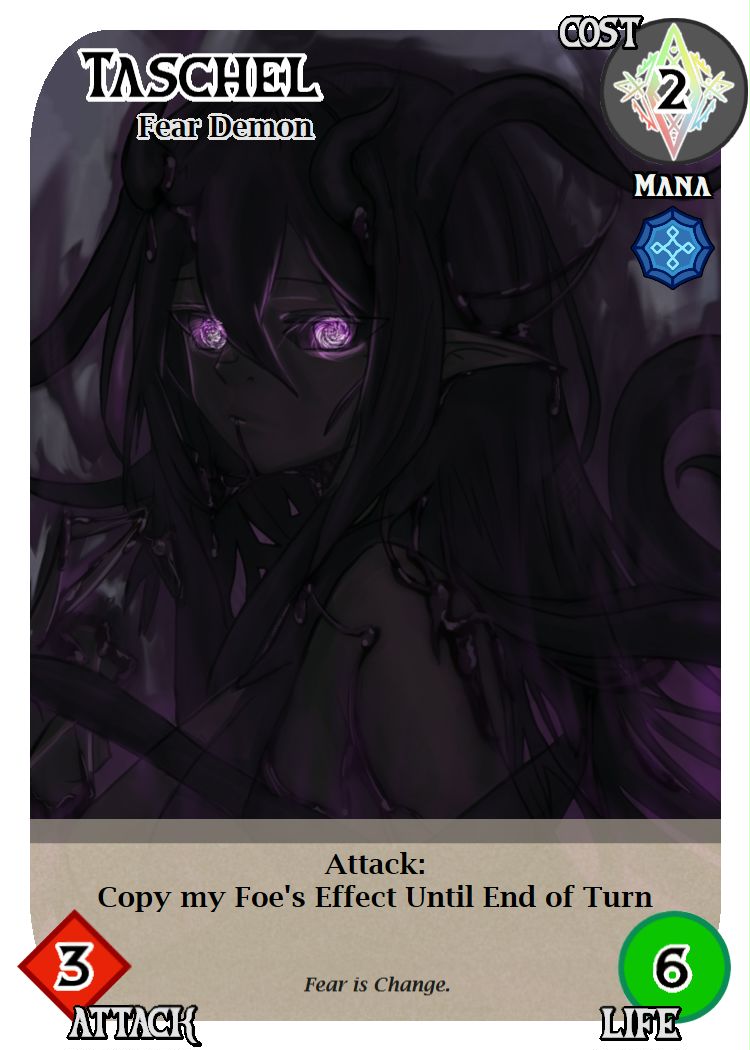 COST
TASCHEL
2
Fear Demon
MANA
Attack:
Copy my Foe's Effect Until End of Turn
3
6
Fear is Change.
ATTACK
LIFE